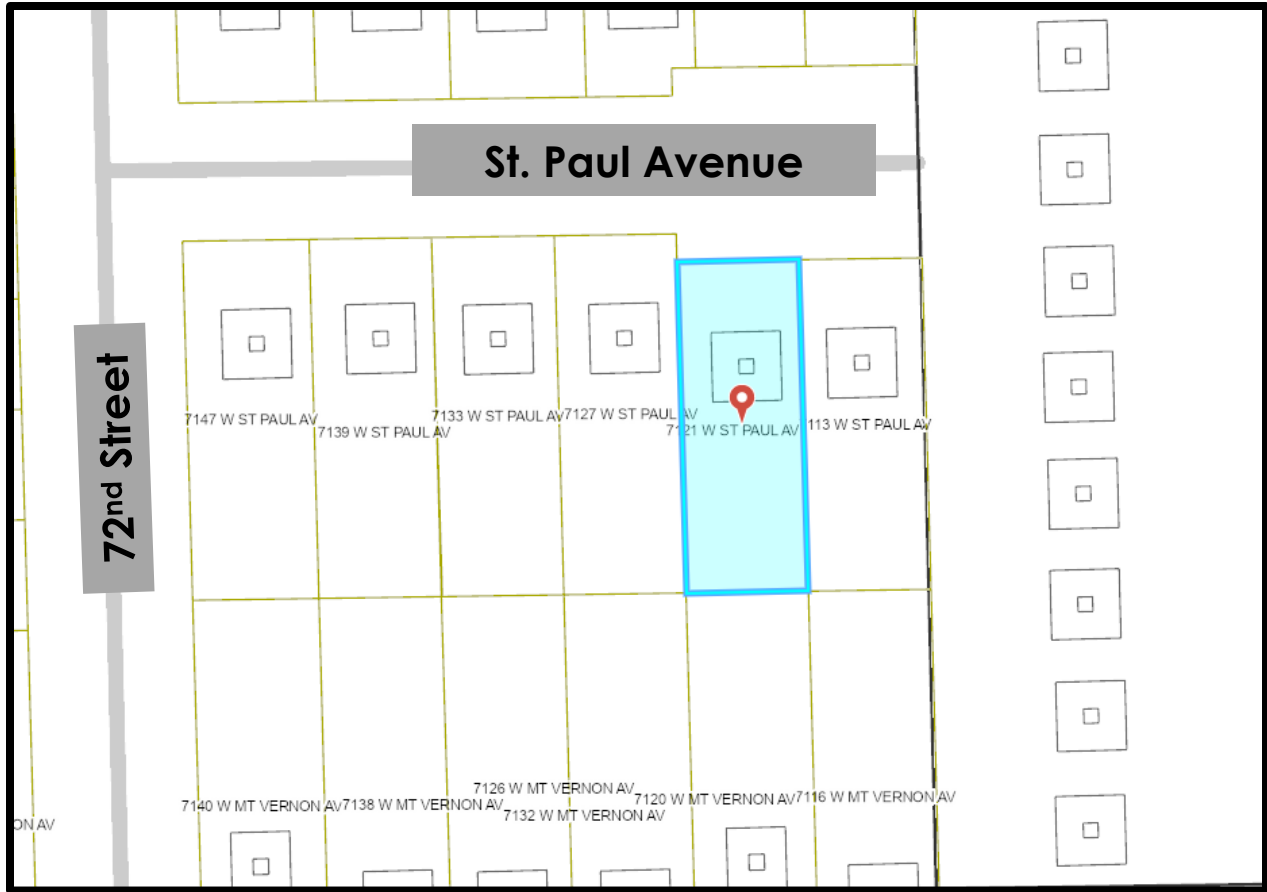 St. Paul Avenue
72nd Street
7147 W ST PAUL AV
7139 W ST PAUL AV
7133 W ST PAUL AV
7127 W ST PAUL AV
7121 W ST PAUL AV
113 W ST PAUL AV
7126 W MT VERNON AV
7140 W MT VERNON AV
7138 W MT VERNON AV
7132 W MT VERNON AV
7120 W MT VERNON AV
7116 W MT VERNON AV
ON AV